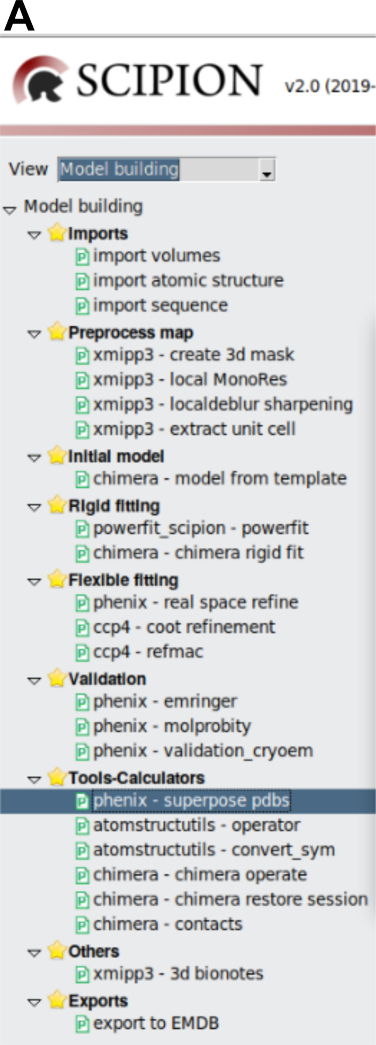 A
SCIPION v2.0 (2019-
View Model building
Model building
Imports
import volumes
import atomic structure
import sequence
Preprocess map
xmipp3 - create 3d mask
xmipp3 - local MonoRes
xmipp3 - localdeblur sharpening
xmipp3 - extract unit cell
Initial model
chimera - model from template
Rigid fitting
powerfit_scipion - powerfit
chimera - chimera rigid fit
Flexible fitting
phenix - real space refine
ccp4 - coot refinement
ccp4 - refmac
Validation
phenix - emringer
phenix - molprobity
phenix - validation_cryoem
Tools-Calculators
phenix - superpose pdbs
atomstructutils - operator
atomstructutils - convert_sym
chimera - chimera operate
chimera - chimera restore session
chimera - contacts
Others
xmipp3 - 3d bionotes
Exports
export to EMDB